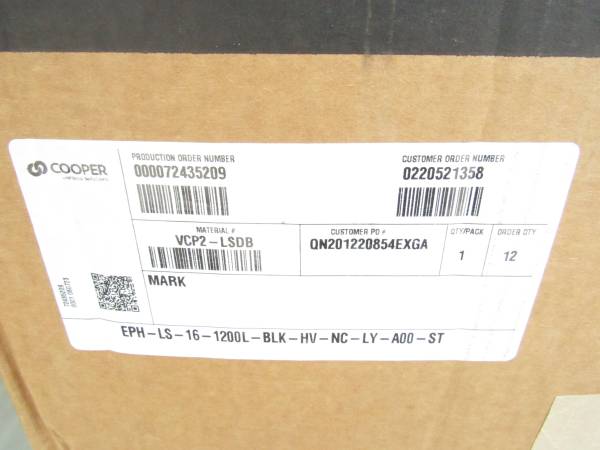 COOPER
PRODUCTION ORDER NUMBER
000072435209
CUSTOMER ORDER NUMBER
0220521358
MATERIAL #
VCP2-LSDB
CUSTOMER PO #
QN201220854EXGA
QTY/PACK
1
ORDER QTY
12
MARK
EPH-LS-16-1200L-BLK-HV-NC-LY-A00-ST